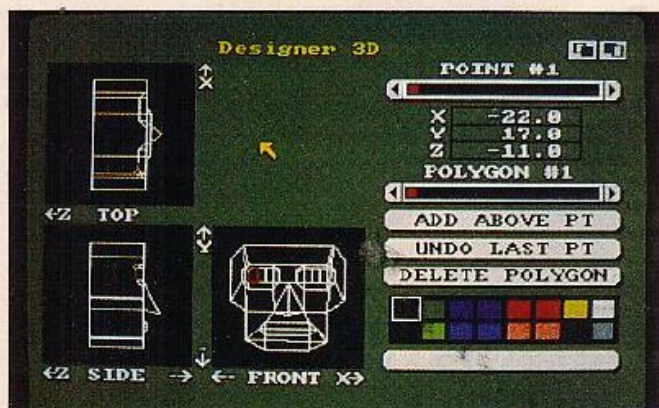 Designer 3D
POINT #1
X -22.0
Y 17.0
Z -11.0
POLYGON #1
ADD ABOVE PT
UNDO LAST PT
DELETE POLYGON
X
←Z TOP
Y
←Z SIDE →
← FRONT X→